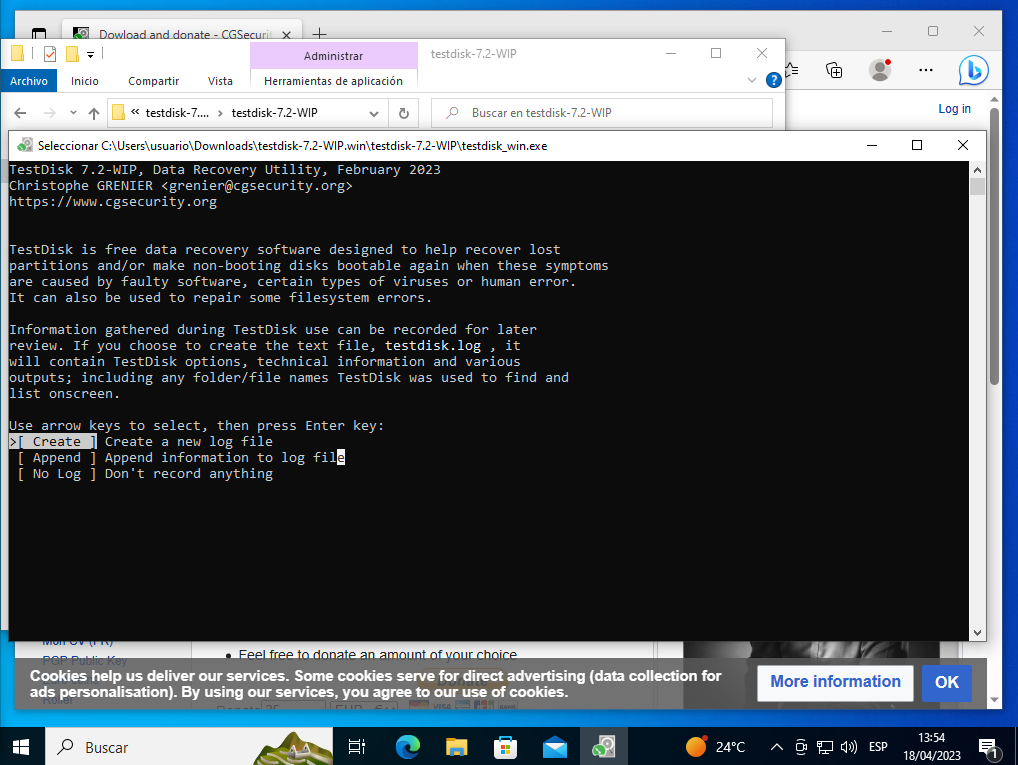 Dowload and donate - CGSecuri
Administrar
testdisk-7.2-WIP
Archivo
Inicio
Compartir
Vista
Herramientas de aplicación
?
« testdisk-7.... > testdisk-7.2-WIP
Buscar en testdisk-7.2-WIP
Log in
Seleccionar C:\Users\usuario\Downloads\testdisk-7.2-WIP.win\testdisk-7.2-WIP\testdisk_win.exe
TestDisk 7.2-WIP, Data Recovery Utility, February 2023
Christophe GRENIER <grenier@cgsecurity.org>
https://www.cgsecurity.org
TestDisk is free data recovery software designed to help recover lost
partitions and/or make non-booting disks bootable again when these symptoms
are caused by faulty software, certain types of viruses or human error.
It can also be used to repair some filesystem errors.
Information gathered during TestDisk use can be recorded for later
review. If you choose to create the text file, testdisk.log , it
will contain TestDisk options, technical information and various
outputs; including any folder/file names TestDisk was used to find and
list onscreen.
Use arrow keys to select, then press Enter key:
>[ Create ] Create a new log file
[ Append ] Append information to log file
[ No Log ] Don't record anything
PGP Public Key
Feel free to donate an amount of your choice
Cookies help us deliver our services. Some cookies serve for direct advertising (data collection for
ads personalisation). By using our services, you agree to our use of cookies.
More information
OK
Buscar
24°C
ESP
13:54
18/04/2023
1